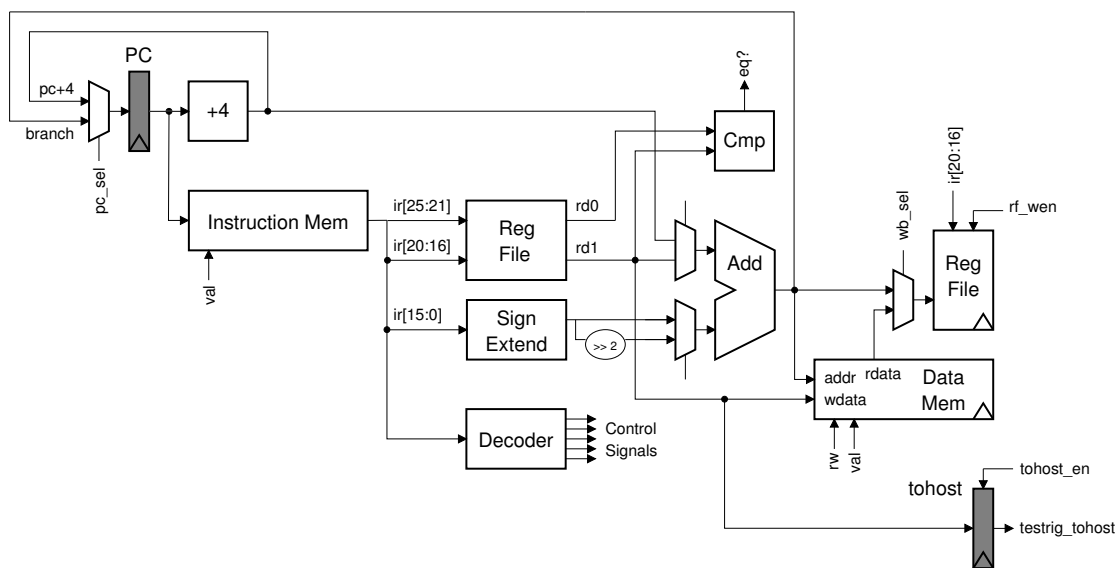 PC
pc+4
branch
+4
pc_sel
eq?
Cmp
Instruction Mem
val
ir[25:21]
ir[20:16]
ir[15:0]
Reg
File
rd0
rd1
Sign
Extend
>> 2
Add
Decoder
Control
Signals
wb_sel
ir[20:16]
rf_wen
Reg
File
addr
rdata
wdata
Data
Mem
rw
val
tohost
tohost_en
testrig_tohost